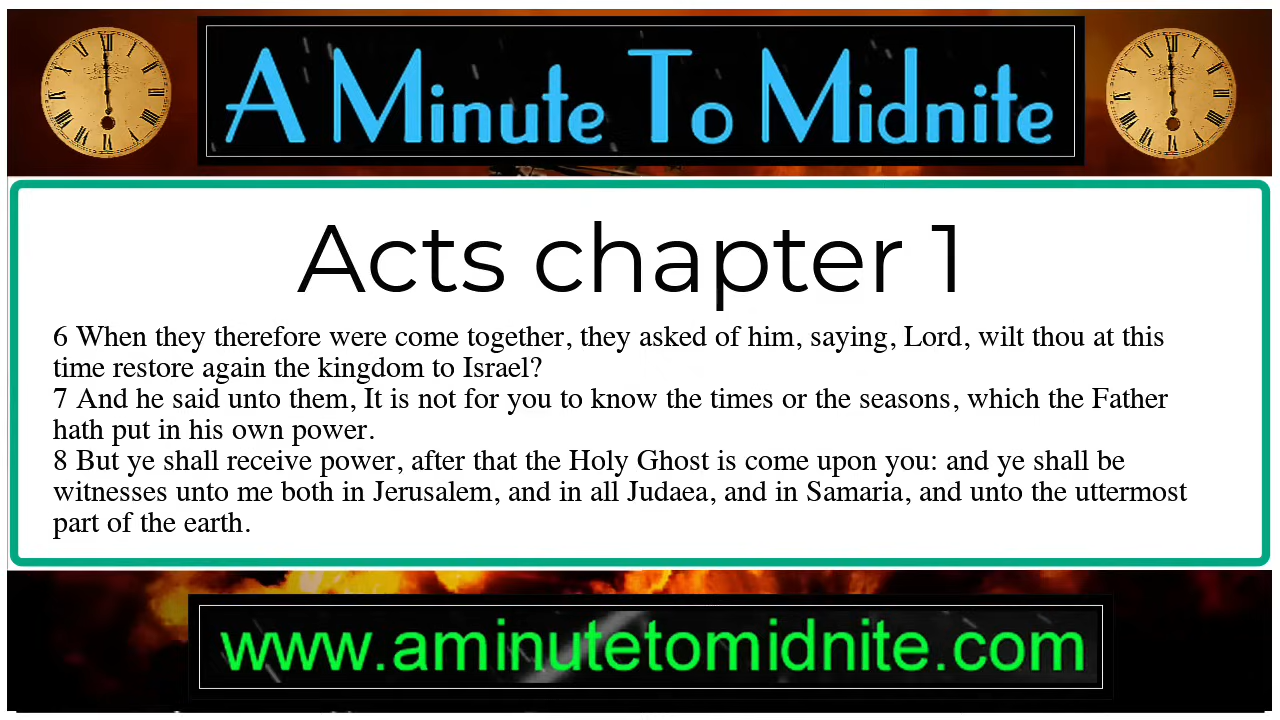 A Minute To Midnite
Acts chapter 1
6 When they therefore were come together, they asked of him, saying, Lord, wilt thou at this
time restore again the kingdom to Israel?
7 And he said unto them, It is not for you to know the times or the seasons, which the Father
hath put in his own power.
8 But ye shall receive power, after that the Holy Ghost is come upon you: and ye shall be
witnesses unto me both in Jerusalem, and in all Judaea, and in Samaria, and unto the uttermost
part of the earth.
www.aminutetomidnite.com